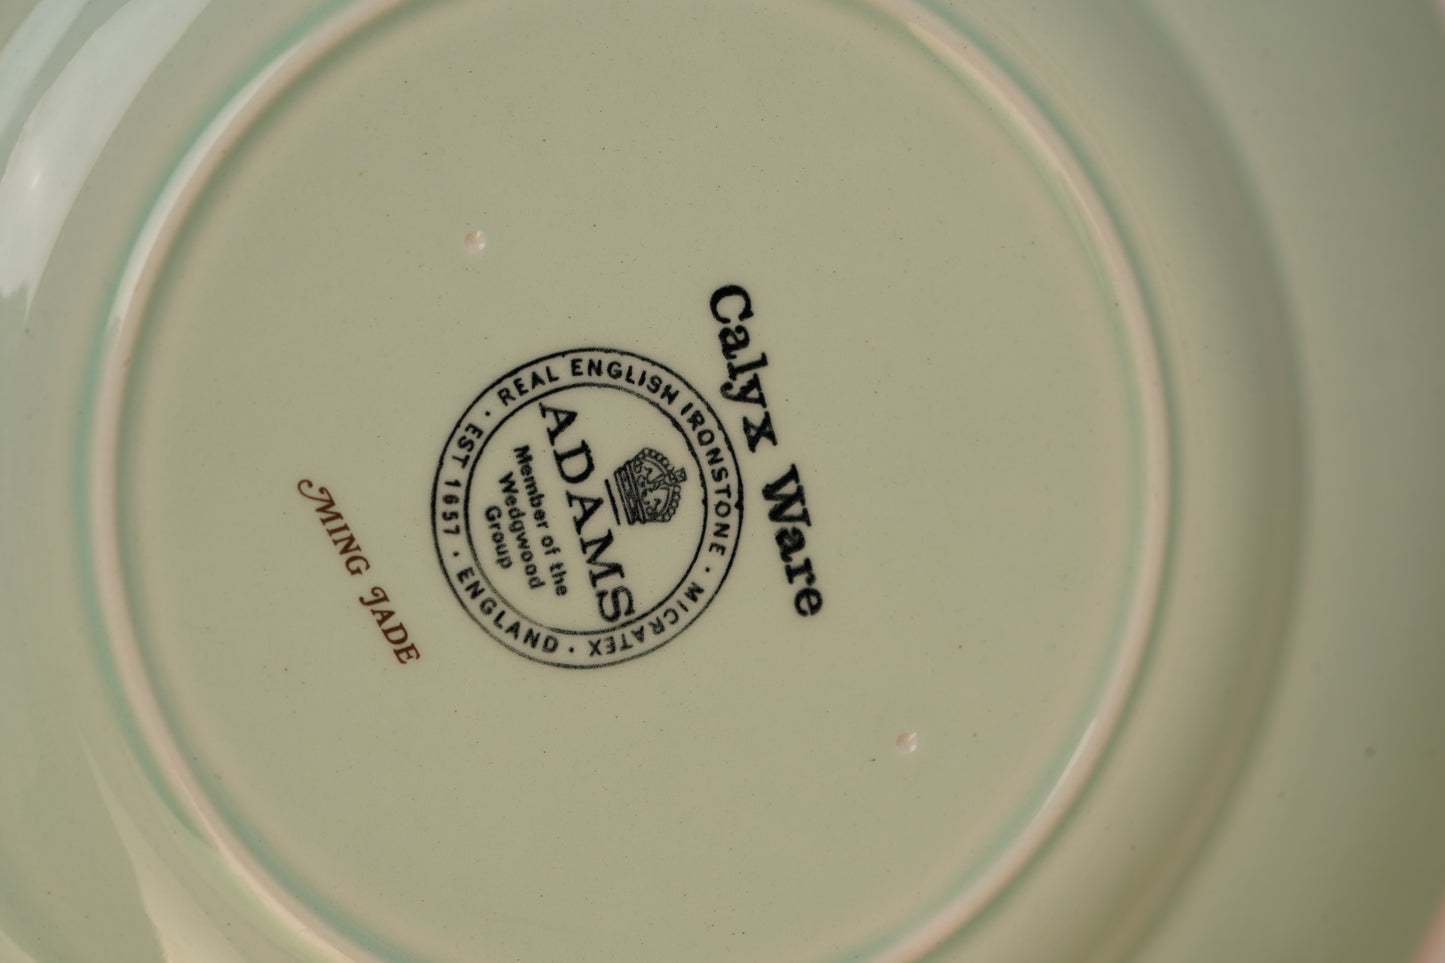 Calyx Ware
REAL ENGLISH IRONSTONE · MICRATEX · ENGLAND · EST 1657 ·
ADAMS
Member of the
Wedgwood
Group
MING JADE